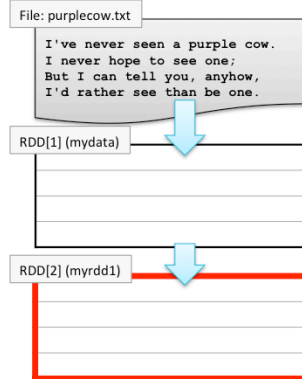 File: purplecow.txt
I've never seen a purple cow.
I never hope to see one;
But I can tell you, anyhow,
I'd rather see than be one.
RDD[1] (mydata)
RDD[2] (myrdd1)